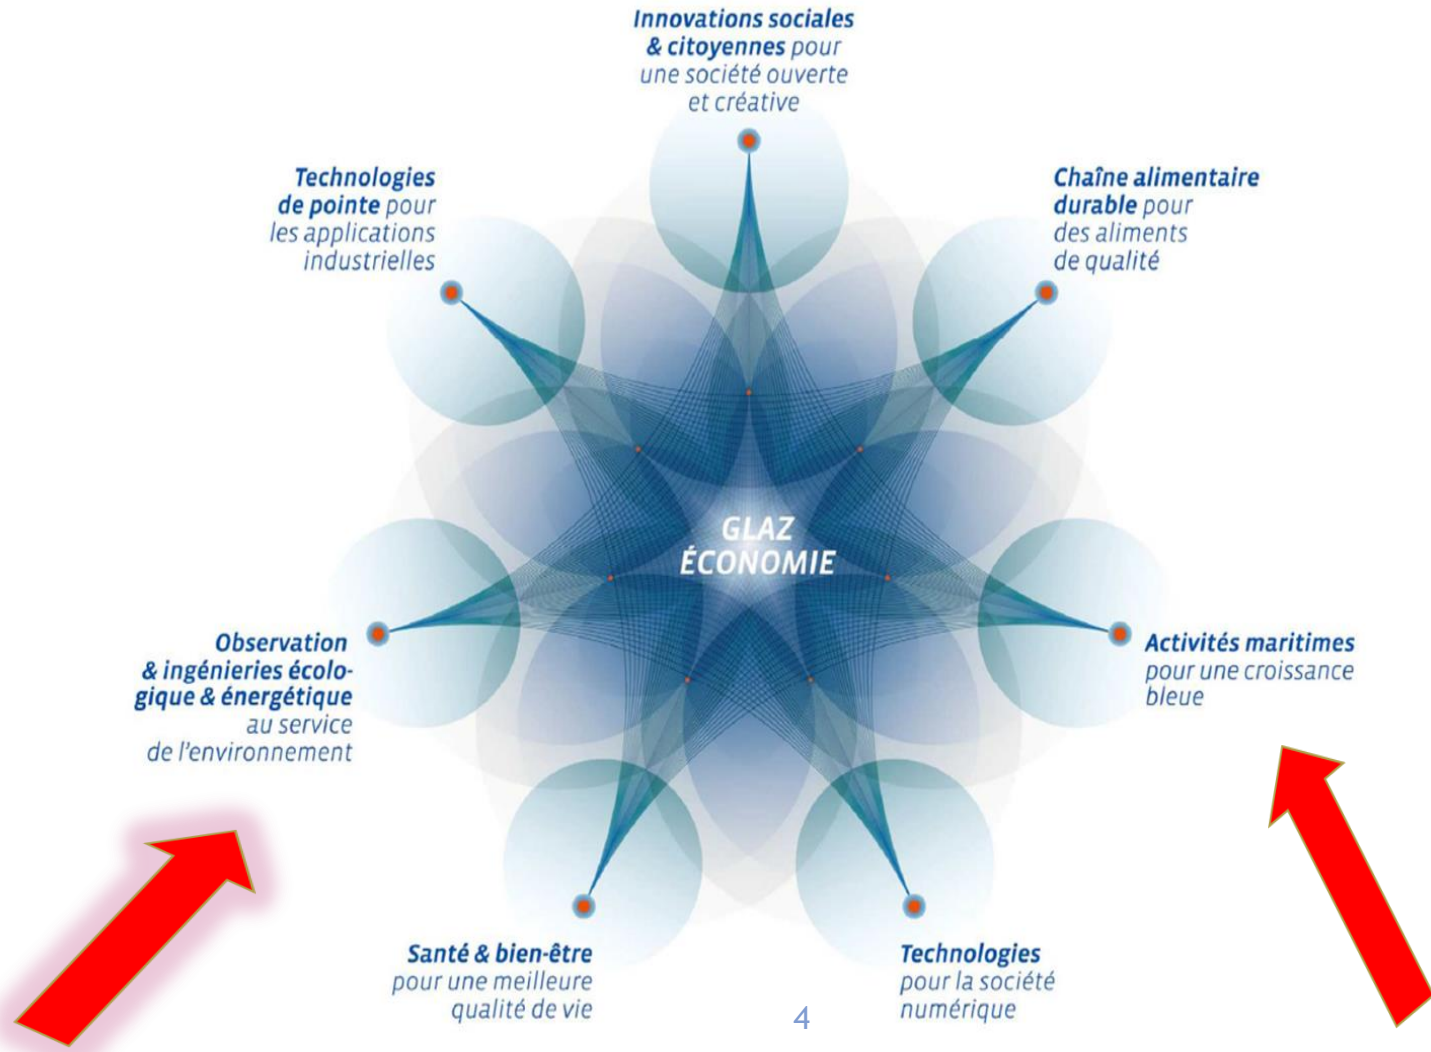 Innovations sociales
& citoyennes pour
une société ouverte
et créative
Technologies
de pointe pour
les applications
industrielles
Chaîne alimentaire
durable pour
des aliments
de qualité
GLAZ
ÉCONOMIE
Observation
& ingénieries écolo-
gique & énergétique
au service
de l'environnement
Activités maritimes
pour une croissance
bleue
Santé & bien-être
pour une meilleure
qualité de vie
Technologies
pour la société
numérique
4